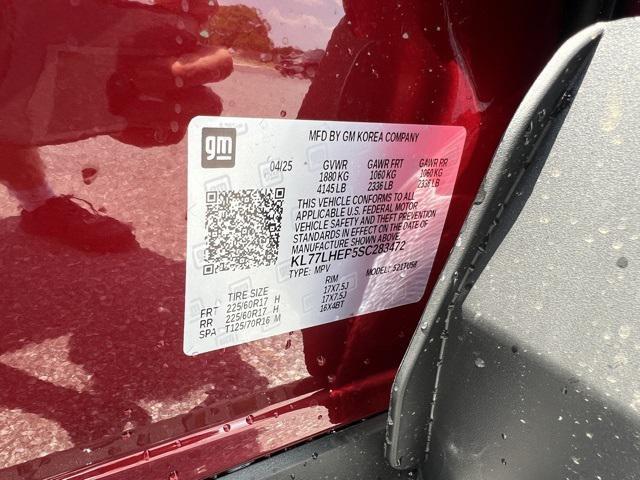 gm
MFD BY GM KOREA COMPANY
04/25 GVWR GAWR FRT GAWR RR
1880 KG 1060 KG 1060 KG
4145 LB 2336 LB 2336 LB
THIS VEHICLE CONFORMS TO ALL
APPLICABLE U.S. FEDERAL MOTOR
VEHICLE SAFETY AND THEFT PREVENTION
STANDARDS IN EFFECT ON THE DATE OF
MANUFACTURE SHOWN ABOVE.
KL77LHEP5SC283472
TYPE: MPV MODEL: 521TU58
TIRE SIZE RIM
FRT 225/60R17 H 17X7.5J
RR 225/60R17 H 17X7.5J
SPA T125/70R16 M 16X4BT